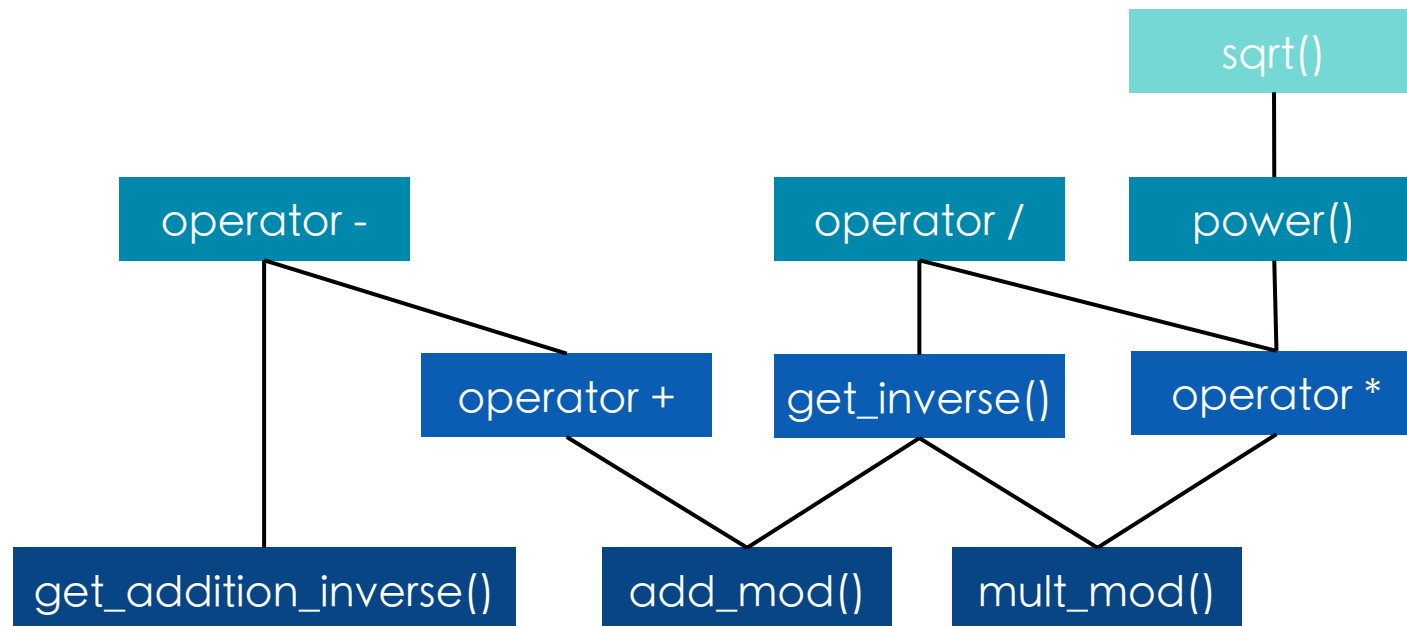 sqrt()
operator -
operator /
power()
operator +
get_inverse()
operator *
get_addition_inverse()
add_mod()
mult_mod()